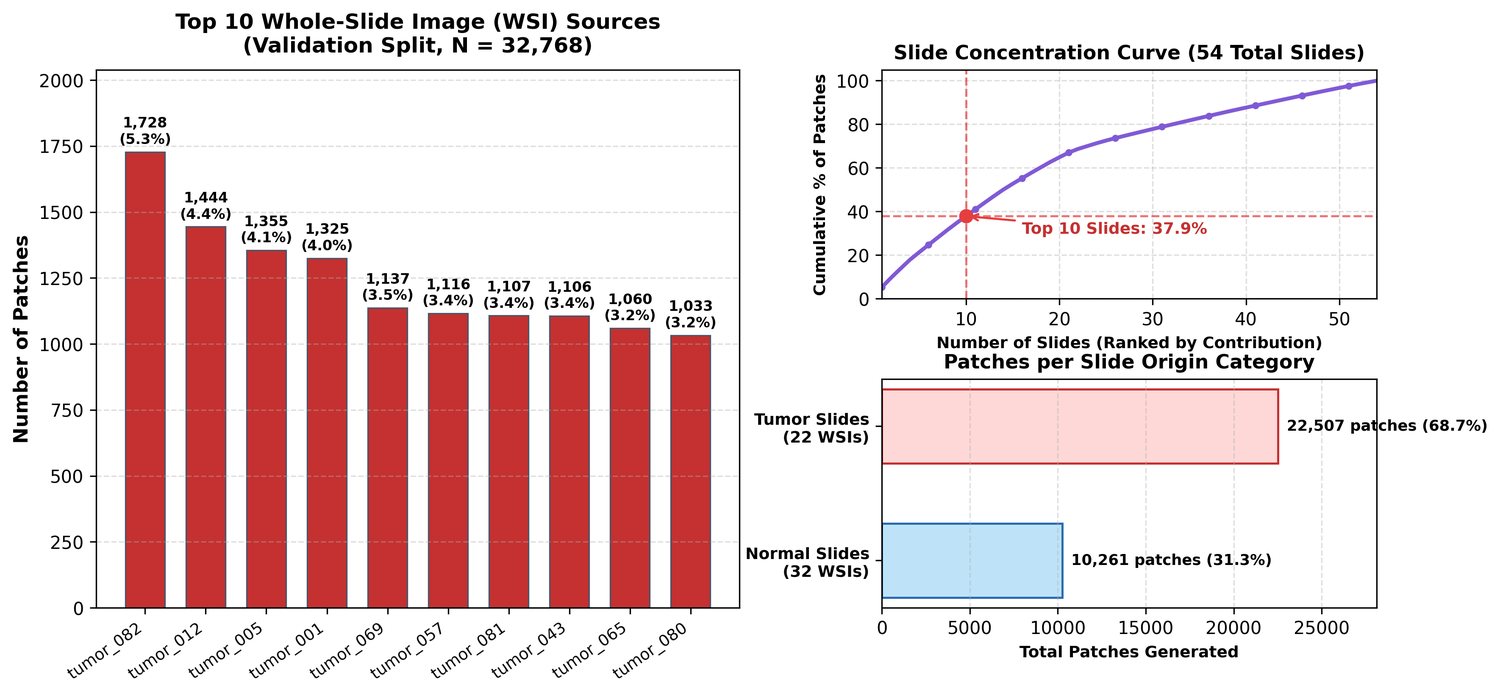 Top 10 Whole-Slide Image (WSI) Sources
(Validation Split, N = 32,768)
Number of Patches
2000
1750
1500
1250
1000
750
500
250
0
1,728
(5.3%)
1,444
(4.4%)
1,355
(4.1%)
1,325
(4.0%)
1,137
(3.5%)
1,116
(3.4%)
1,107
(3.4%)
1,106
(3.4%)
1,060
(3.2%)
1,033
(3.2%)
tumor_082
tumor_012
tumor_005
tumor_001
tumor_069
tumor_057
tumor_081
tumor_043
tumor_065
tumor_080
Slide Concentration Curve (54 Total Slides)
Cumulative % of Patches
100
80
60
40
20
0
Top 10 Slides: 37.9%
10
20
30
40
50
Number of Slides (Ranked by Contribution)
Patches per Slide Origin Category
Tumor Slides
(22 WSIs)
22,507 patches (68.7%)
Normal Slides
(32 WSIs)
10,261 patches (31.3%)
0
5000
10000
15000
20000
25000
Total Patches Generated